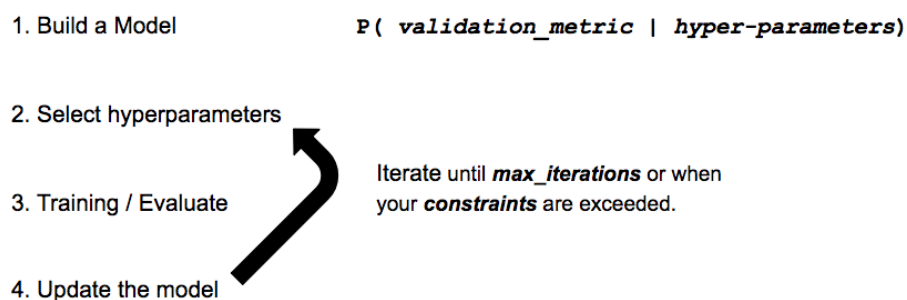 1. Build a Model
P( validation_metric | hyper-parameters)
2. Select hyperparameters
Iterate until max_iterations or when
your constraints are exceeded.
3. Training / Evaluate
4. Update the model